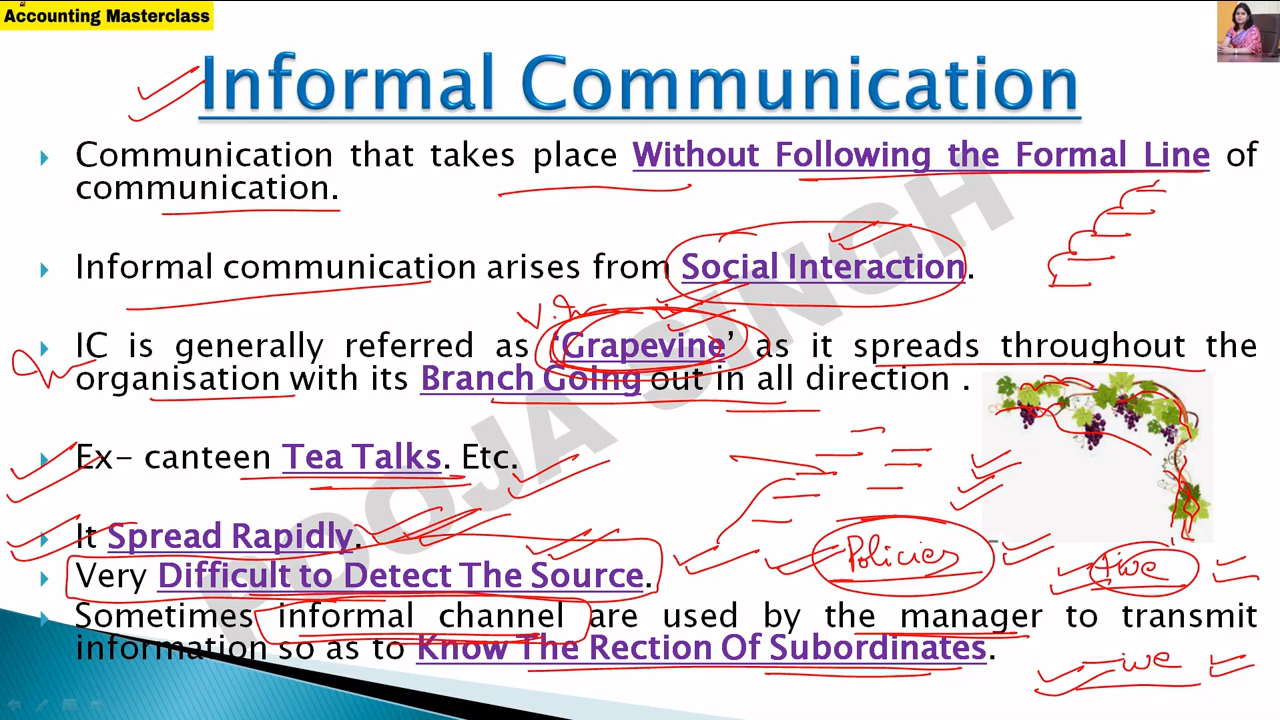 Accounting Masterclass
Informal Communication
Communication that takes place Without Following the Formal Line of
communication.
Informal communication arises from Social Interaction.
V. Im
IC is generally referred as ‘Grapevine’ as it spreads throughout the
organisation with its Branch Going out in all direction .
Ex- canteen Tea Talks. Etc.
It Spread Rapidly.
Very Difficult to Detect The Source.
Policies
+ive
Sometimes informal channel are used by the manager to transmit
information so as to Know The Rection Of Subordinates.
-ive
POOJA SINGH